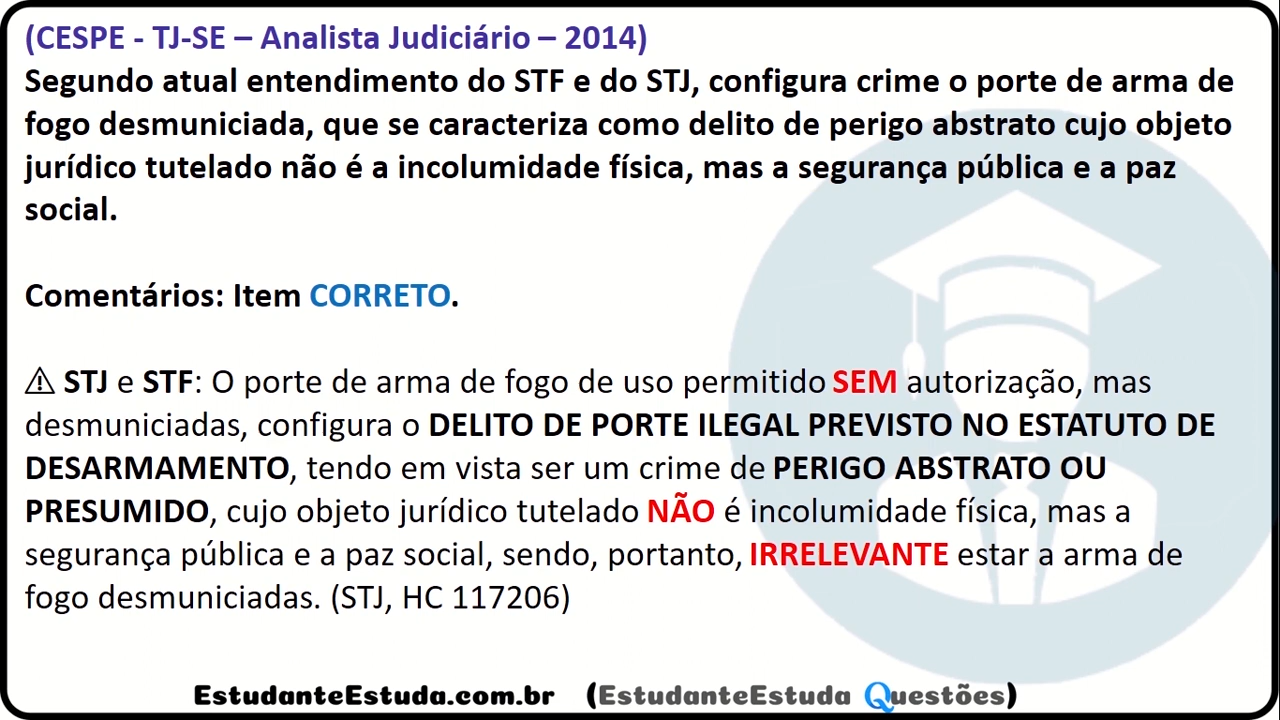 (CESPE - TJ-SE – Analista Judiciário – 2014)
Segundo atual entendimento do STF e do STJ, configura crime o porte de arma de
fogo desmuniciada, que se caracteriza como delito de perigo abstrato cujo objeto
jurídico tutelado não é a incolumidade física, mas a segurança pública e a paz
social.
Comentários: Item CORRETO.
⚠ STJ e STF: O porte de arma de fogo de uso permitido SEM autorização, mas
desmuniciadas, configura o DELITO DE PORTE ILEGAL PREVISTO NO ESTATUTO DE
DESARMAMENTO, tendo em vista ser um crime de PERIGO ABSTRATO OU
PRESUMIDO, cujo objeto jurídico tutelado NÃO é incolumidade física, mas a
segurança pública e a paz social, sendo, portanto, IRRELEVANTE estar a arma de
fogo desmuniciadas. (STJ, HC 117206)
EstudanteEstuda.com.br (EstudanteEstuda Questões)